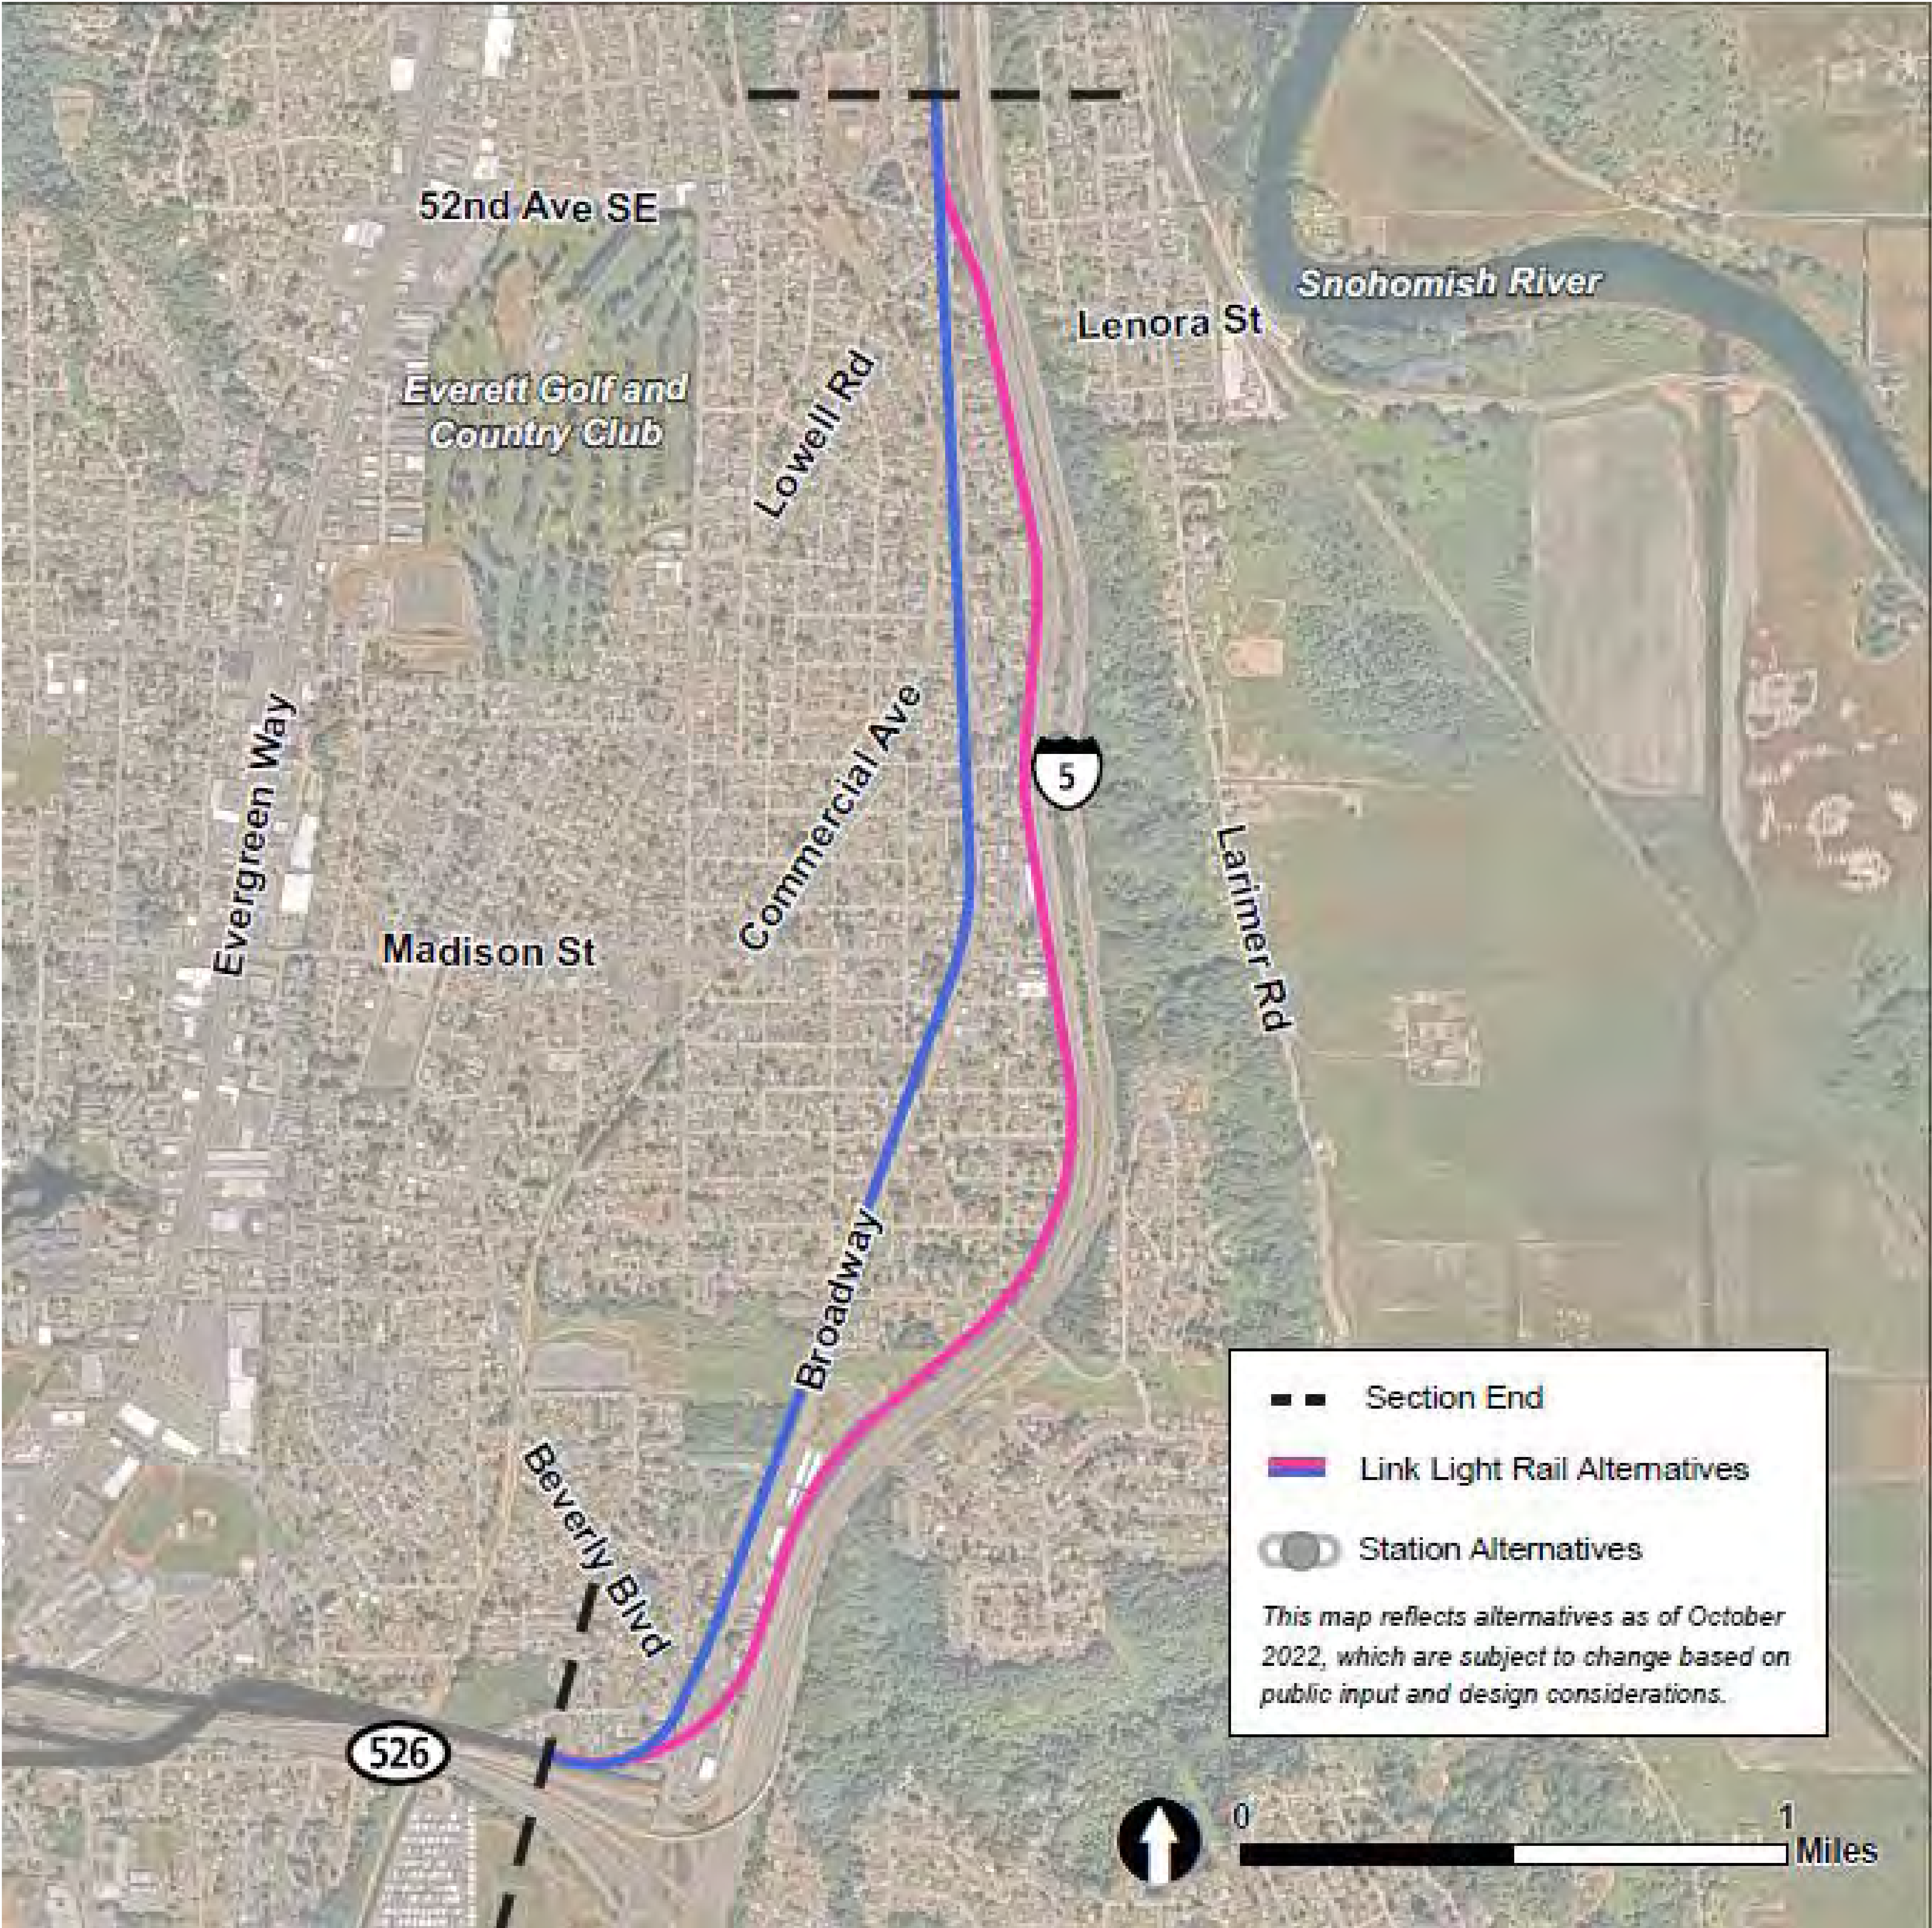 52nd Ave SE
Snohomish River
Lenora St
Everett Golf and
Country Club
Lowell Rd
Evergreen Way
Commercial Ave
5
Larimer Rd
Madison St
Broadway
Beverly Blvd
526
Section End
Link Light Rail Alternatives
Station Alternatives
This map reflects alternatives as of October
2022, which are subject to change based on
public input and design considerations.
0 1
Miles